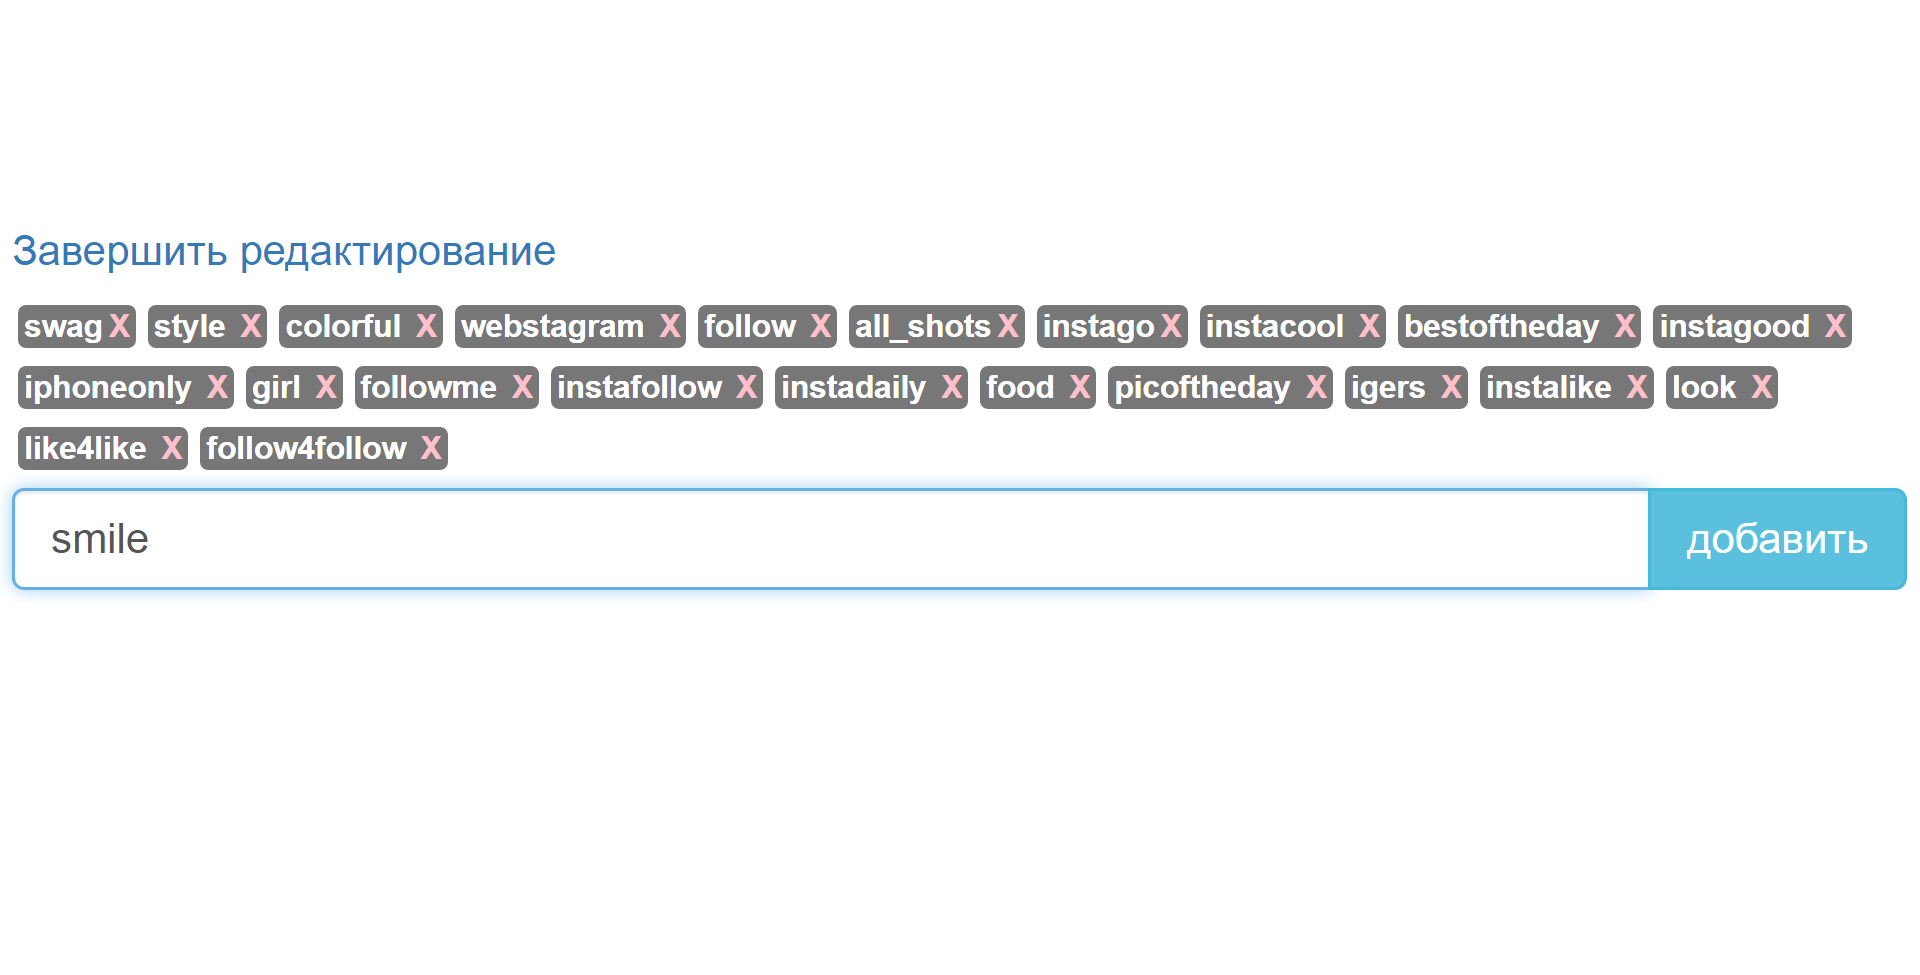 Завершить редактирование
swag X style X colorful X webstagram X follow X all_shots X instago X instacool X bestoftheday X instagood X
iphoneonly X girl X followme X instafollow X instadaily X food X picoftheday X igers X instalike X look X
like4like X follow4follow X
smile добавить